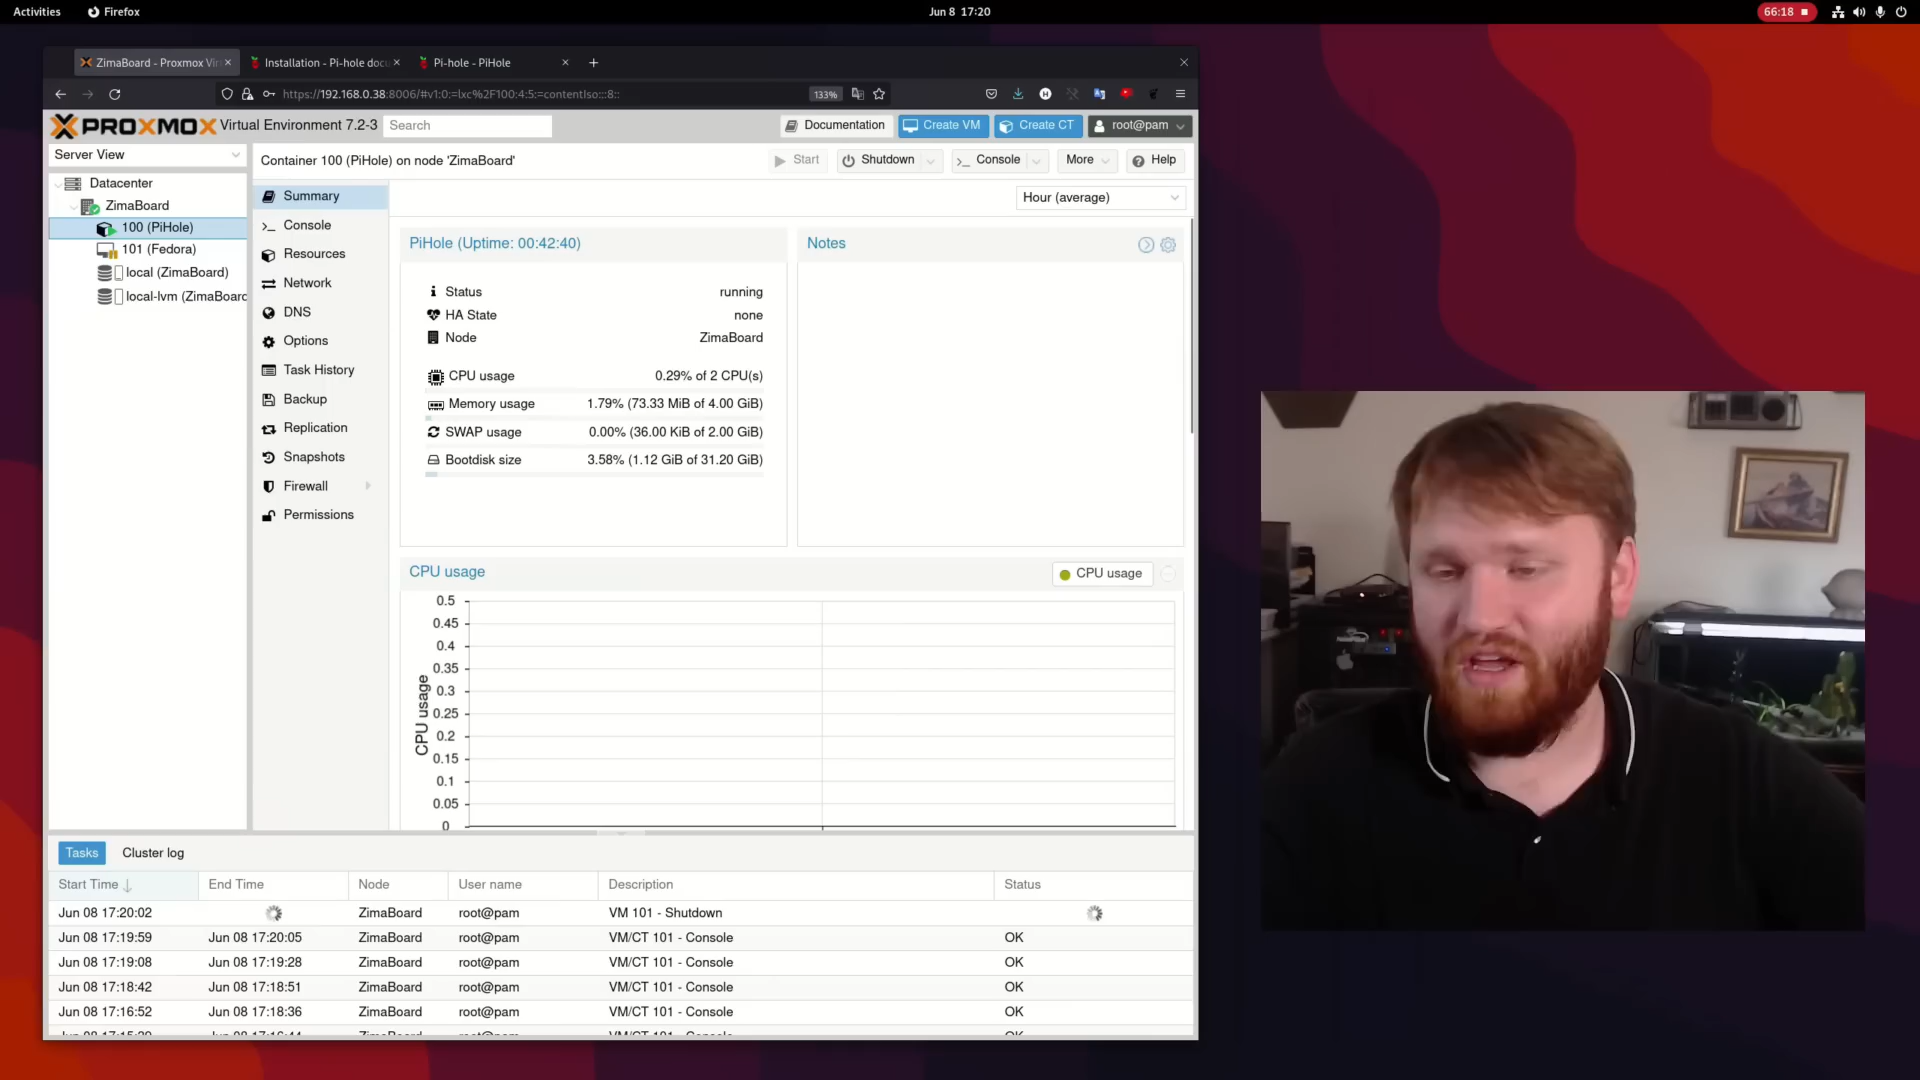 Activities Firefox Jun 8 17:20 66:18
ZimaBoard - Proxmox Vir Installation - Pi-hole docu Pi-hole - PiHole
https://192.168.0.38:8006/#v1:0:=lxc%2F100:4:5:=contentIso:::8:: 133%
PROXMOX Virtual Environment 7.2-3 Search Documentation Create VM Create CT root@pam
Server View
Container 100 (PiHole) on node 'ZimaBoard' Start Shutdown Console More Help
Datacenter
ZimaBoard
100 (PiHole)
101 (Fedora)
local (ZimaBoard)
local-lvm (ZimaBoard
Summary
Console
Resources
Network
DNS
Options
Task History
Backup
Replication
Snapshots
Firewall
Permissions
Hour (average)
PiHole (Uptime: 00:42:40)
Status running
HA State none
Node ZimaBoard
CPU usage 0.29% of 2 CPU(s)
Memory usage 1.79% (73.33 MiB of 4.00 GiB)
SWAP usage 0.00% (36.00 KiB of 2.00 GiB)
Bootdisk size 3.58% (1.12 GiB of 31.20 GiB)
Notes
CPU usage CPU usage
CPU usage
0.5
0.45
0.4
0.35
0.3
0.25
0.2
0.15
0.1
0.05
0
Tasks Cluster log
Start Time End Time Node User name Description Status
Jun 08 17:20:02 ZimaBoard root@pam VM 101 - Shutdown
Jun 08 17:19:59 Jun 08 17:20:05 ZimaBoard root@pam VM/CT 101 - Console OK
Jun 08 17:19:08 Jun 08 17:19:28 ZimaBoard root@pam VM/CT 101 - Console OK
Jun 08 17:18:42 Jun 08 17:18:51 ZimaBoard root@pam VM/CT 101 - Console OK
Jun 08 17:16:52 Jun 08 17:18:36 ZimaBoard root@pam VM/CT 101 - Console OK